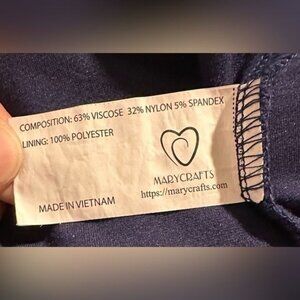 COMPOSITION: 63% VISCOSE 32% NYLON 5% SPANDEX
LINING: 100% POLYESTER
MARYCRAFTS
https://marycrafts.com
MADE IN VIETNAM